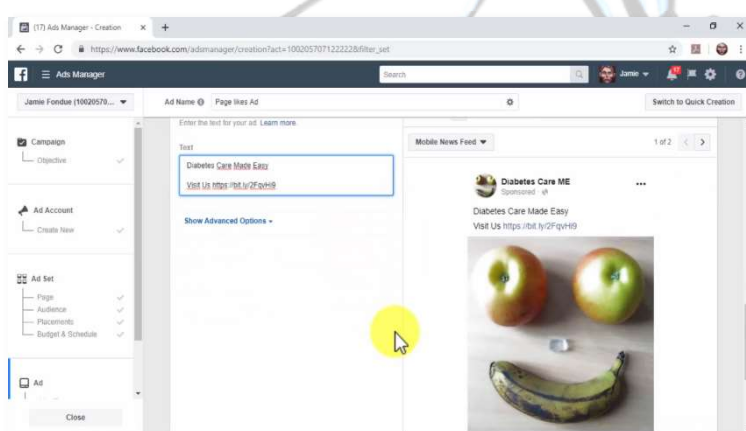 (17) Ads Manager - Creation
https://www.facebook.com/adsmanager/creation?act=100205707122222&filter_set
Ads Manager
Search
Jamie
17
Jamie Fondue (10020570...
Ad Name
Page likes Ad
Switch to Quick Creation
Campaign
Objective
Ad Account
Create New
Ad Set
Page
Audience
Placements
Budget & Schedule
Ad
Close
Enter the text for your ad. Learn more.
Text
Diabetes Care Made Easy
Visit Us https://bit.ly/2FqvHi9
Show Advanced Options
Mobile News Feed
1 of 2
Diabetes Care ME
Sponsored
Diabetes Care Made Easy
Visit Us https://bit.ly/2FqvHi9